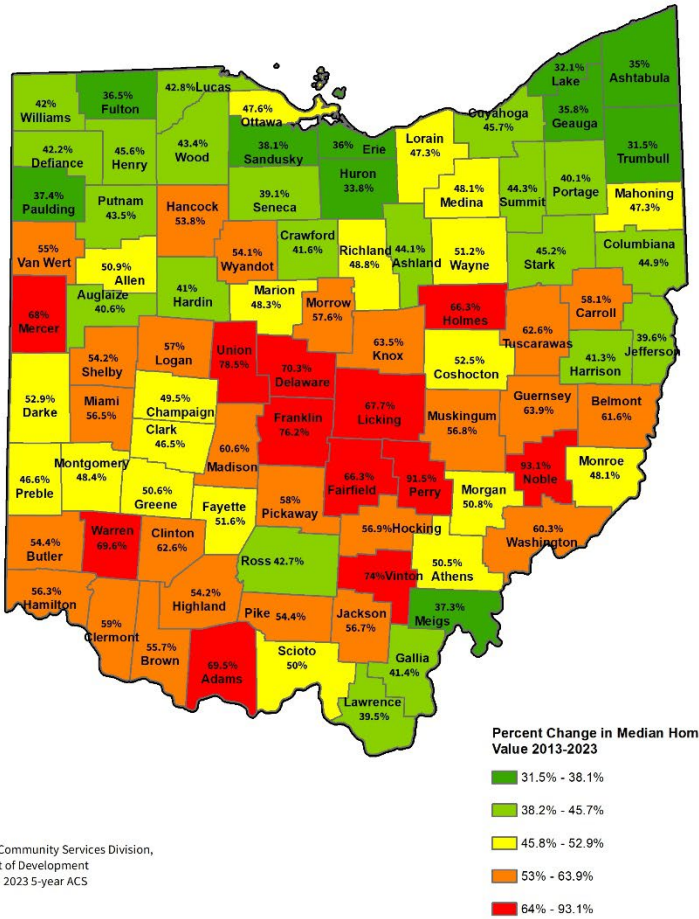 32.1%
Lake
35%
Ashtabula
42.8% Lucas
36.5%
Fulton
42%
Williams
47.6%
Ottawa
35.8%
Geauga
Cuyahoga
45.7%
31.5%
Trumbull
42.2%
Defiance
45.6%
Henry
43.4%
Wood
38.1%
Sandusky
36% Erie
Lorain
47.3%
Huron
33.8%
37.4%
Paulding
Putnam
43.5%
Hancock
53.8%
39.1%
Seneca
48.1%
Medina
44.3%
Summit
40.1%
Portage
Mahoning
47.3%
55%
Van Wert
50.9%
Allen
54.1%
Wyandot
Crawford
41.6%
Richland
48.8%
44.1%
Ashland
51.2%
Wayne
45.2%
Stark
Columbiana
44.9%
68%
Mercer
Auglaize
40.6%
41%
Hardin
Marion
48.3%
Morrow
57.6%
66.3%
Holmes
58.1%
Carroll
54.2%
Shelby
57%
Logan
Union
78.5%
70.3%
Delaware
63.5%
Knox
52.5%
Coshocton
62.6%
Tuscarawas
41.3%
Harrison
39.6%
Jefferson
52.9%
Darke
Miami
56.5%
49.5%
Champaign
Clark
46.5%
Franklin
76.2%
67.7%
Licking
Muskingum
56.8%
Guernsey
63.9%
Belmont
61.6%
46.6%
Preble
Montgomery
48.4%
50.6%
Greene
60.6%
Madison
Fayette
51.6%
58%
Pickaway
66.3%
Fairfield
91.5%
Perry
Morgan
50.8%
93.1%
Noble
Monroe
48.1%
54.4%
Butler
Warren
69.6%
Clinton
62.6%
Ross 42.7%
56.9% Hocking
74% Vinton
50.5%
Athens
60.3%
Washington
56.3%
Hamilton
59%
Clermont
55.7%
Brown
54.2%
Highland
69.5%
Adams
Pike 54.4%
Jackson
56.7%
37.3%
Meigs
Scioto
50%
Gallia
41.4%
Lawrence
39.5%
Percent Change in Median Hom
Value 2013-2023
31.5% - 38.1%
38.2% - 45.7%
45.8% - 52.9%
53% - 63.9%
64% - 93.1%
Community Services Division,
t of Development
2023 5-year ACS